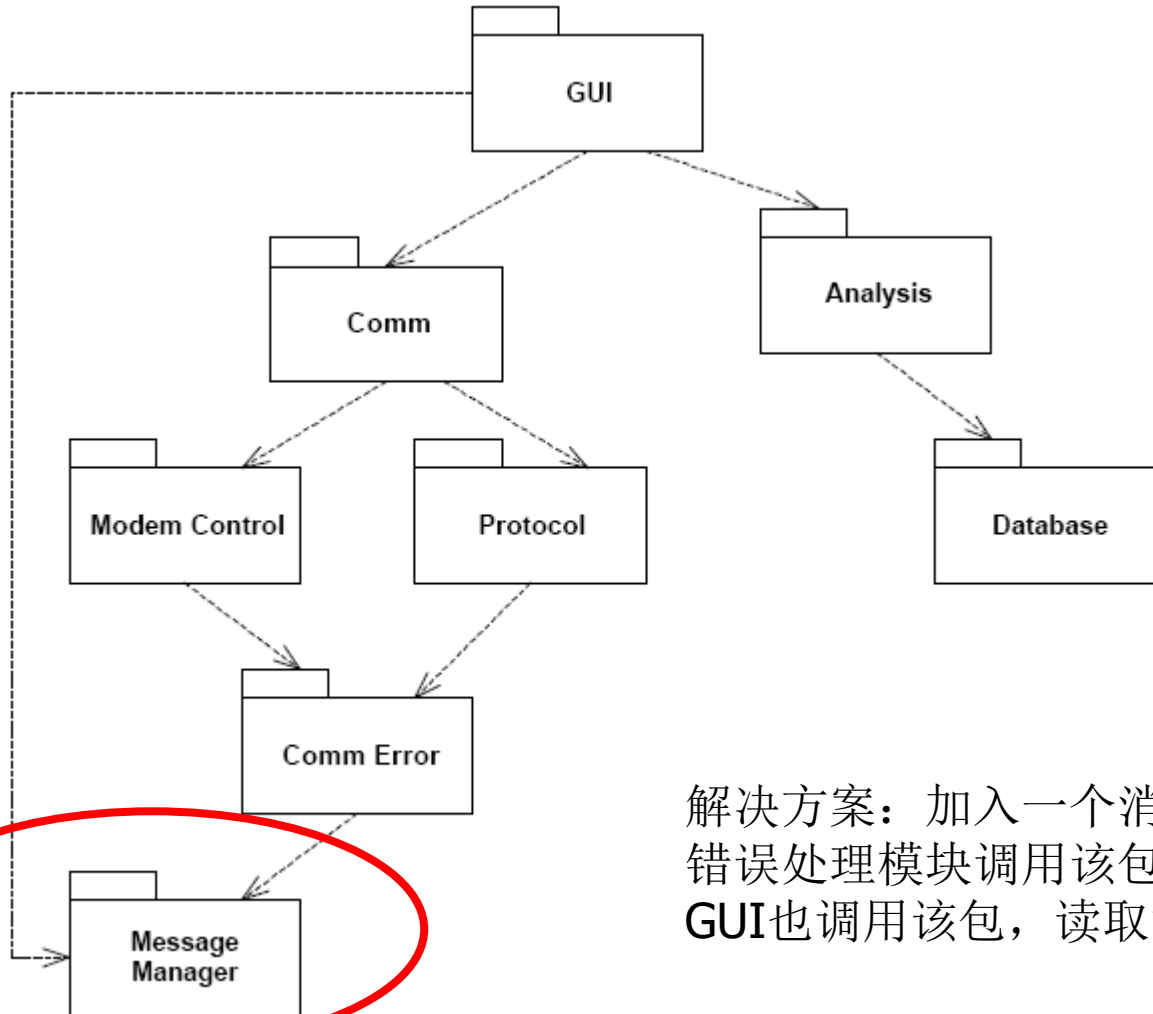 GUI
Analysis
Comm
Modem Control
Protocol
Database
Comm Error
解决方案：加入一个消
错误处理模块调用该包
GUI也调用该包，读取
Message
Manager